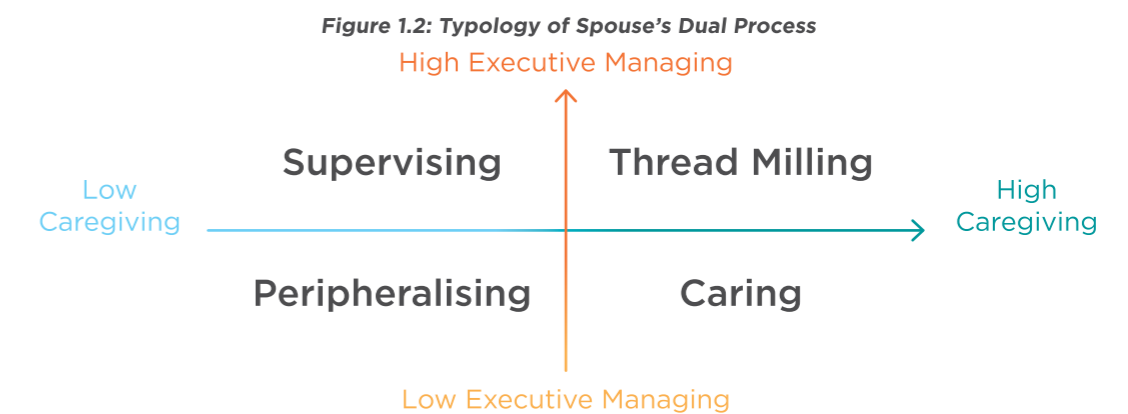 Figure 1.2: Typology of Spouse's Dual Process
High Executive Managing
Supervising
Thread Milling
Low
Caregiving
High
Caregiving
Peripheralising
Caring
Low Executive Managing